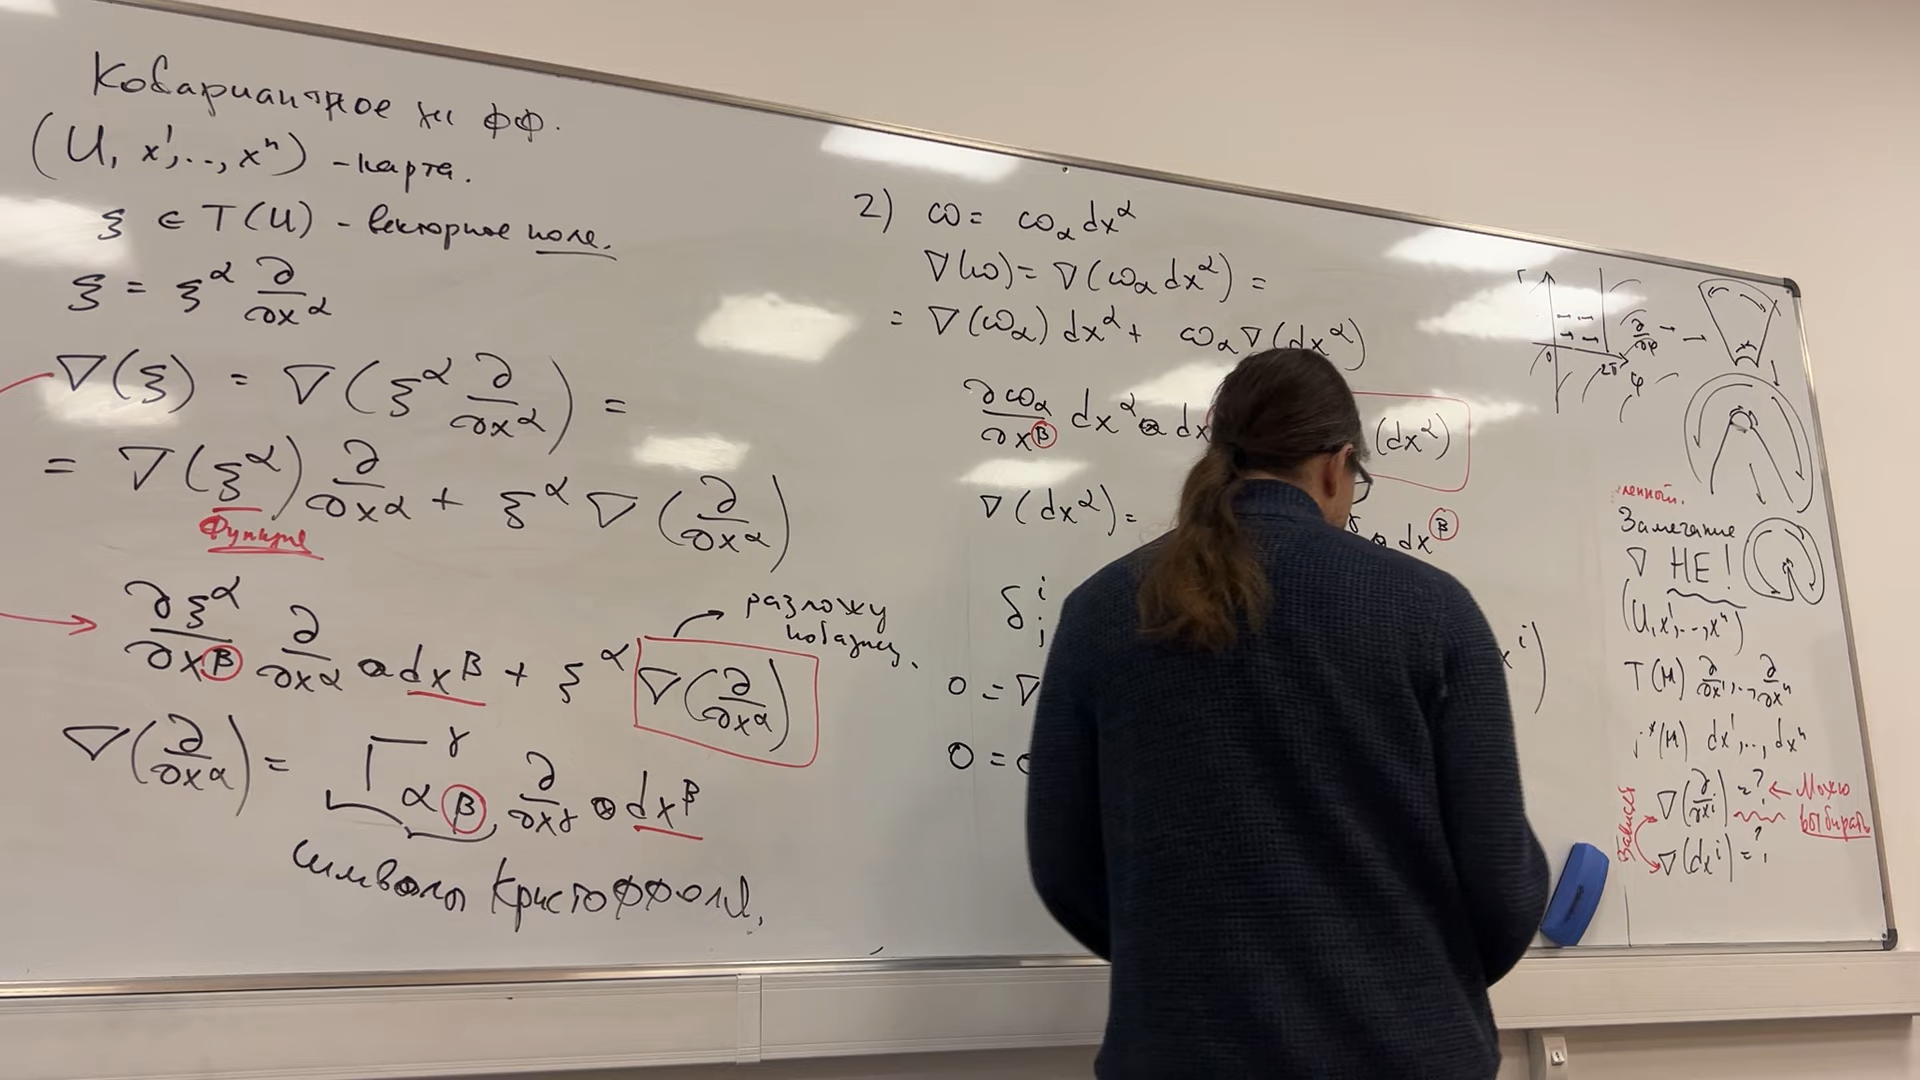 Ковариантное дифф.
(U, x¹,..,xⁿ) - карта.
ξ ∈ T(U) - векторное поле.
ξ = ξ^α ∂/∂x^α
∇(ξ) = ∇(ξ^α ∂/∂x^α) =
= ∇(ξ^α) ∂/∂x^α + ξ^α ∇(∂/∂x^α)
Функция
∂ξ^α/∂x^β ∂/∂x^α ⊗ dx^β + ξ^α ∇(∂/∂x^α)
разложу
по базису.
∇(∂/∂x^α) = Γ^γ_αβ ∂/∂x^γ ⊗ dx^β
символы Кристоффеля.
2) ω = ω_α dx^α
∇(ω) = ∇(ω_α dx^α) =
= ∇(ω_α) dx^α + ω_α ∇(dx^α)
∂ω_α/∂x^β dx^α ⊗ dx (dx^α)
∇(dx^α) = ⊗ dx^β
δ^i_j
0 = ∇ x^i)
0 =
0 2π φ ∂/∂φ
Замечание
∇ НЕ!
(U, x¹,..,xⁿ)
T(M) ∂/∂x¹,.., ∂/∂xⁿ
T*(M) dx¹,.., dxⁿ
∇(∂/∂x^i) = ? ← Можно
выбирать
∇(dx^i) = ?